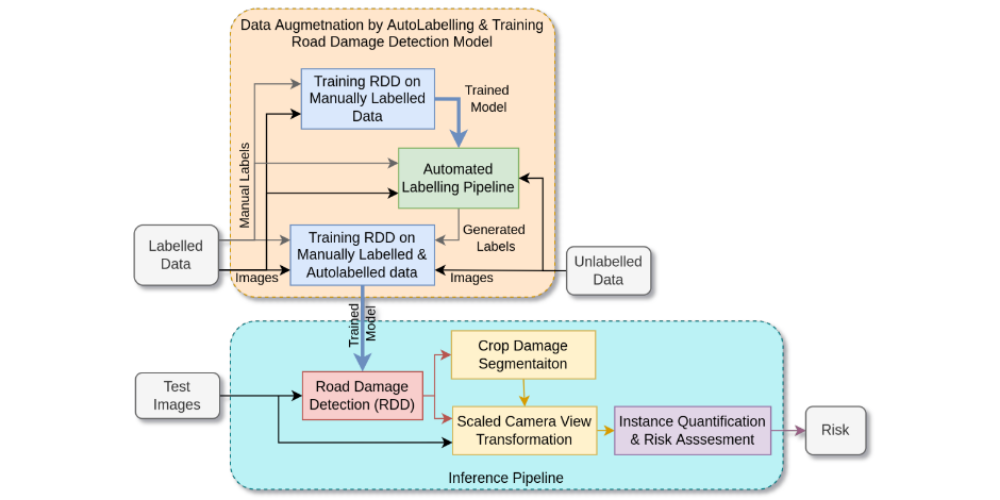 Data Augmetnation by AutoLabelling & Training
Road Damage Detection Model
Training RDD on
Manually Labelled
Data
Trained
Model
Manual Labels
Automated
Labelling Pipeline
Generated
Labels
Labelled
Data
Images
Training RDD on
Manually Labelled &
Autolabelled data
Images
Unlabelled
Data
Trained
Model
Crop Damage
Segmentaiton
Test
Images
Road Damage
Detection (RDD)
Scaled Camera View
Transformation
Instance Quantification
& Risk Asssesment
Risk
Inference Pipeline